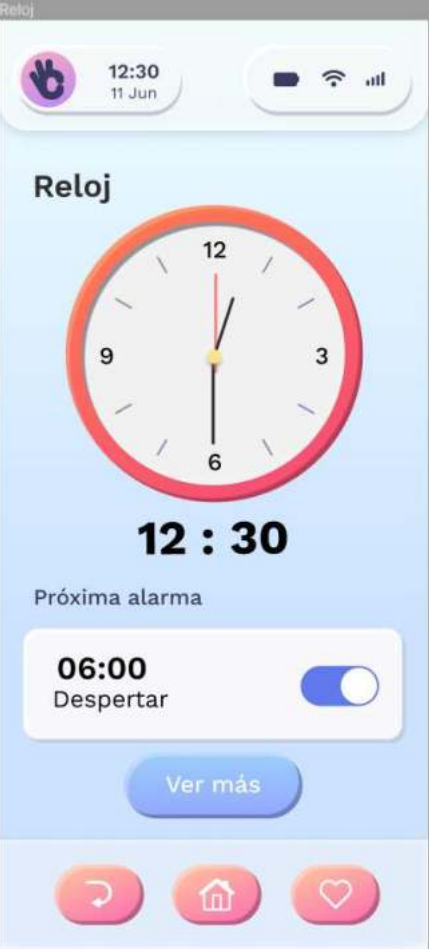 Reloj
12:30
11 Jun
Reloj
12
9
3
6
12 : 30
Próxima alarma
06:00
Despertar
Ver más